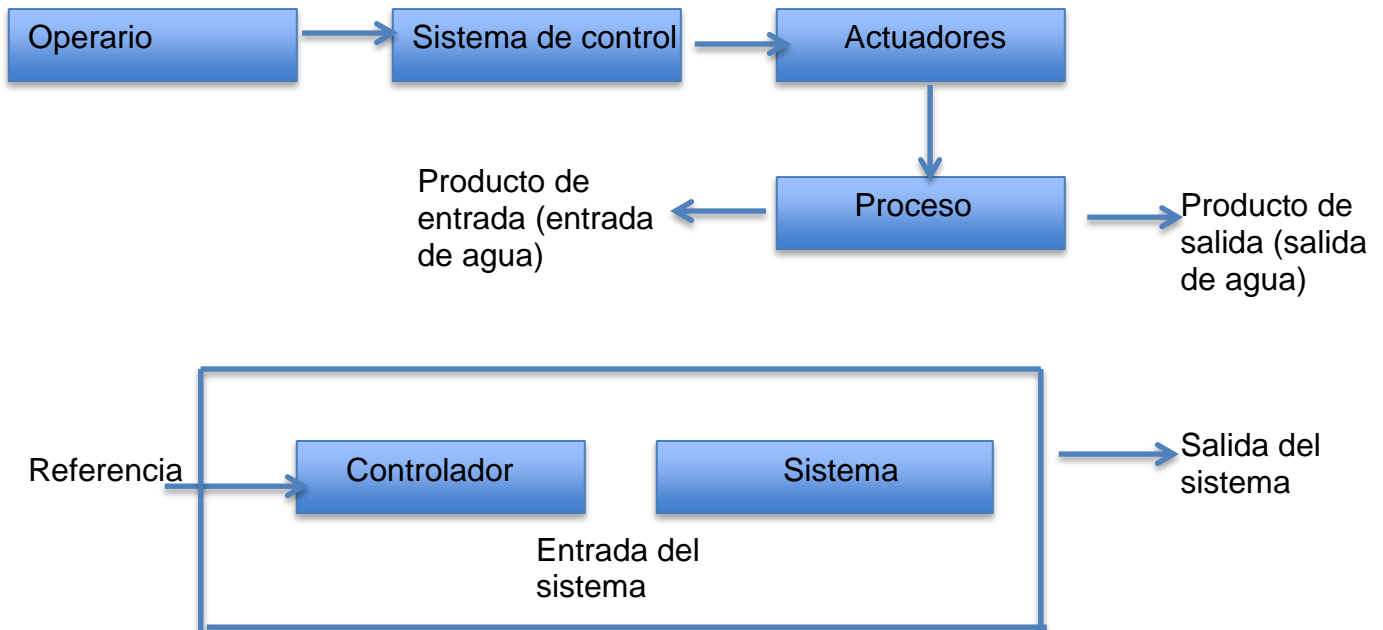 Operario
Sistema de control
Actuadores
Producto de
entrada (entrada
de agua)
Proceso
Producto de
salida (salida
de agua)
Referencia
Controlador
Sistema
Salida del
sistema
Entrada del
sistema